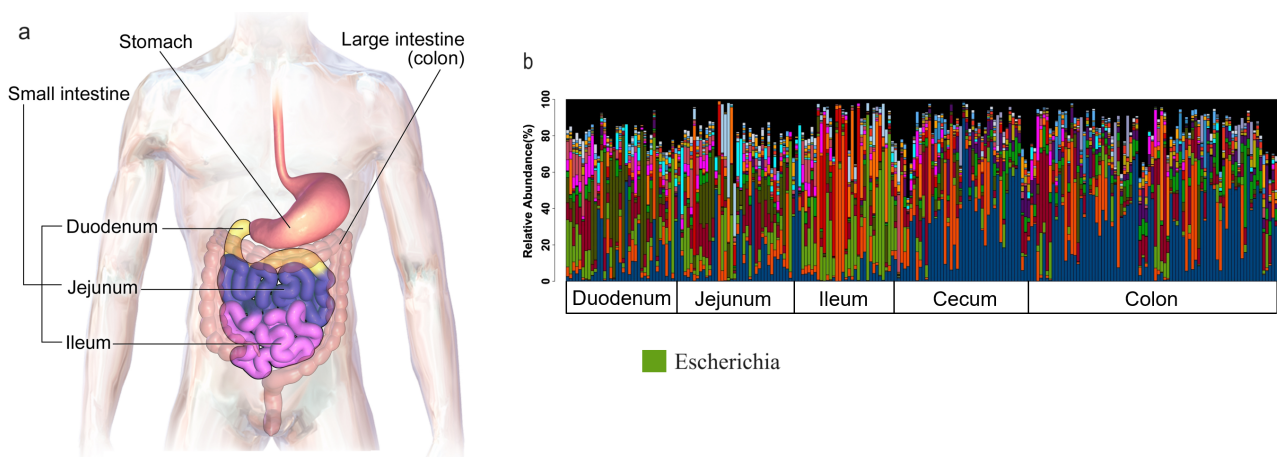 a
Stomach
Large intestine
(colon)
Small intestine
Duodenum
Jejunum
Ileum
b
Relative Abundance(%)
100
80
60
40
20
0
Duodenum
Jejunum
Ileum
Cecum
Colon
Escherichia